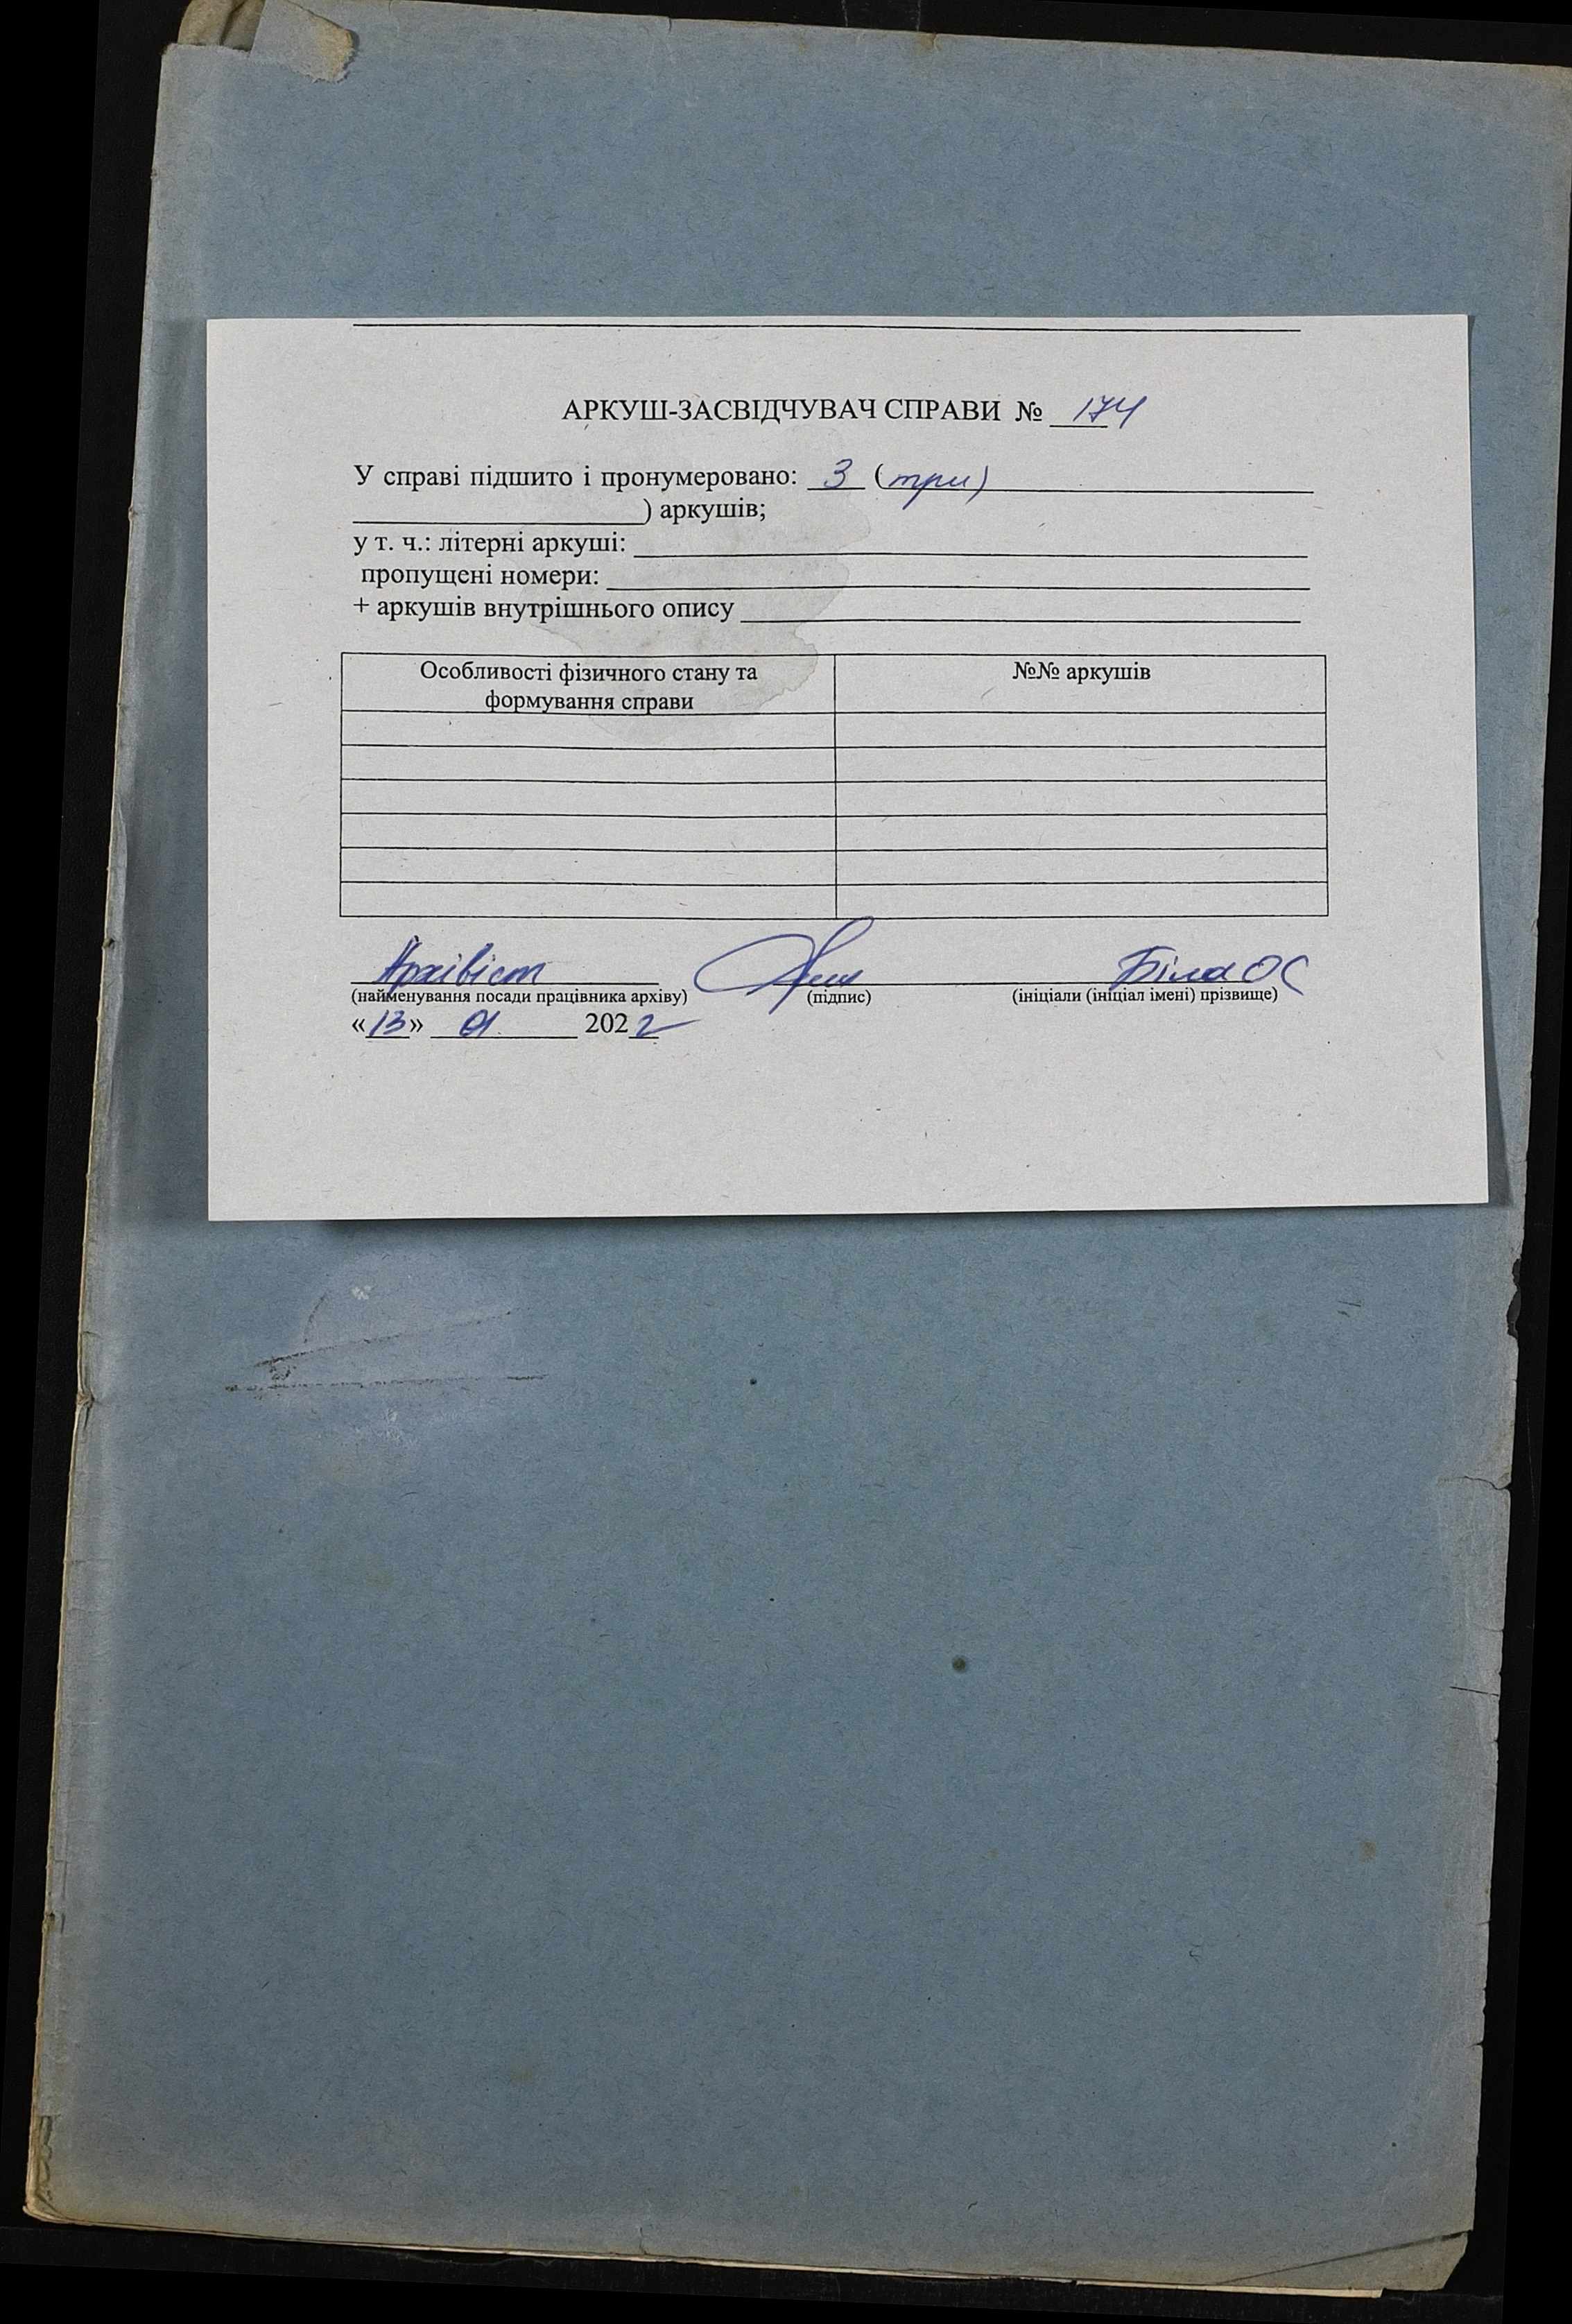 АРКУШ-ЗАСВІДЧУВАЧ СПРАВИ № 174
У справі підшито і пронумеровано: 3 (три)
) аркушів;
у т. ч.: літерні аркуші:
пропущені номери:
+ аркушів внутрішнього опису
Особливості фізичного стану та
формування справи
№№ аркушів
Архівіст Біла ОС
(найменування посади працівника архіву) (підпис) (ініціали (ініціал імені) прізвище)
«13» 01. 2022